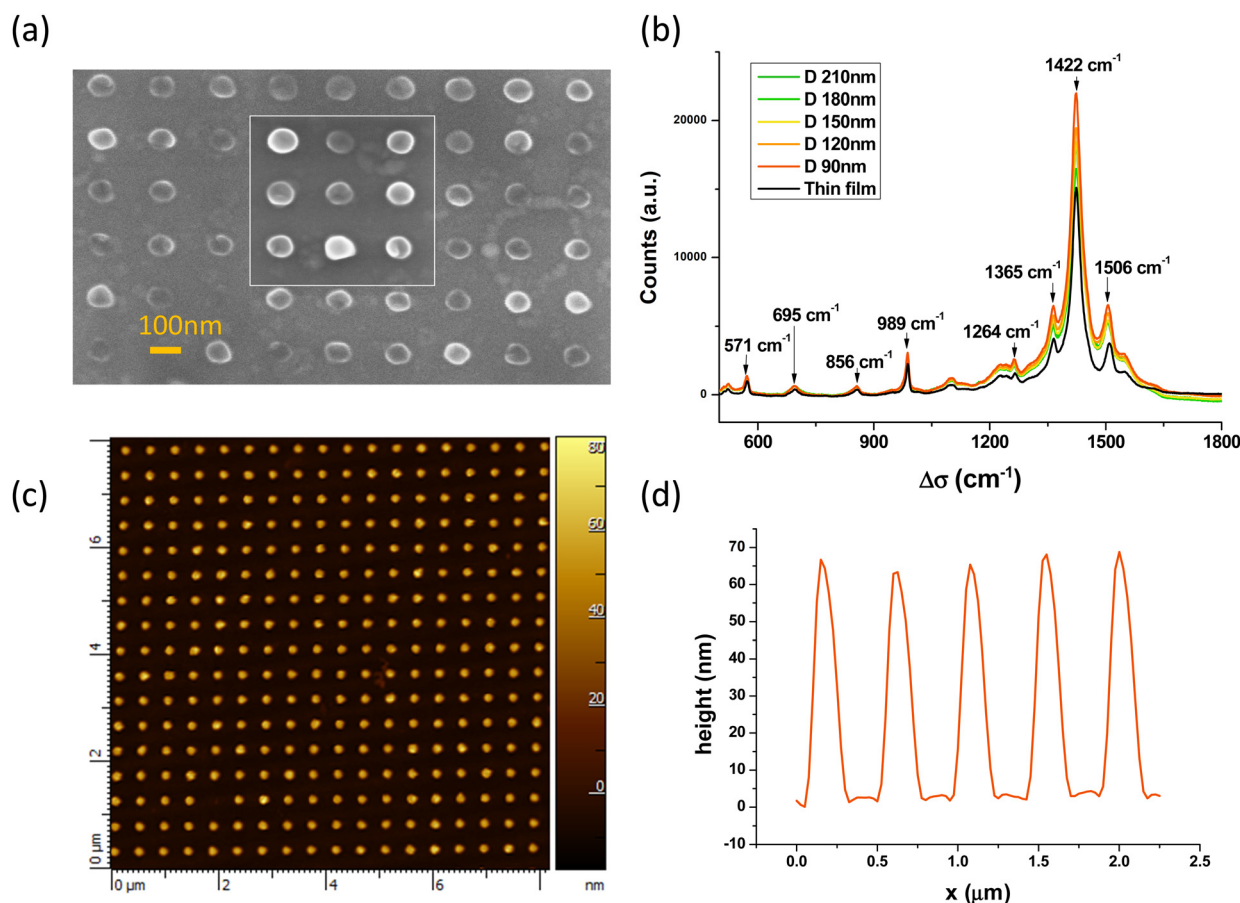 (a)
100nm
(b)
D 210nm
D 180nm
D 150nm
D 120nm
D 90nm
Thin film
1422 cm-1
1365 cm-1
1506 cm-1
1264 cm-1
989 cm-1
856 cm-1
695 cm-1
571 cm-1
20000
10000
0
Counts (a.u.)
600 900 1200 1500 1800
Δσ (cm-1)
(c)
80
60
40
20
0
nm
6
4
2
0 µm
0 µm 2 4 6
(d)
70
60
50
40
30
20
10
0
-10
height (nm)
0.0 0.5 1.0 1.5 2.0 2.5
x (μm)